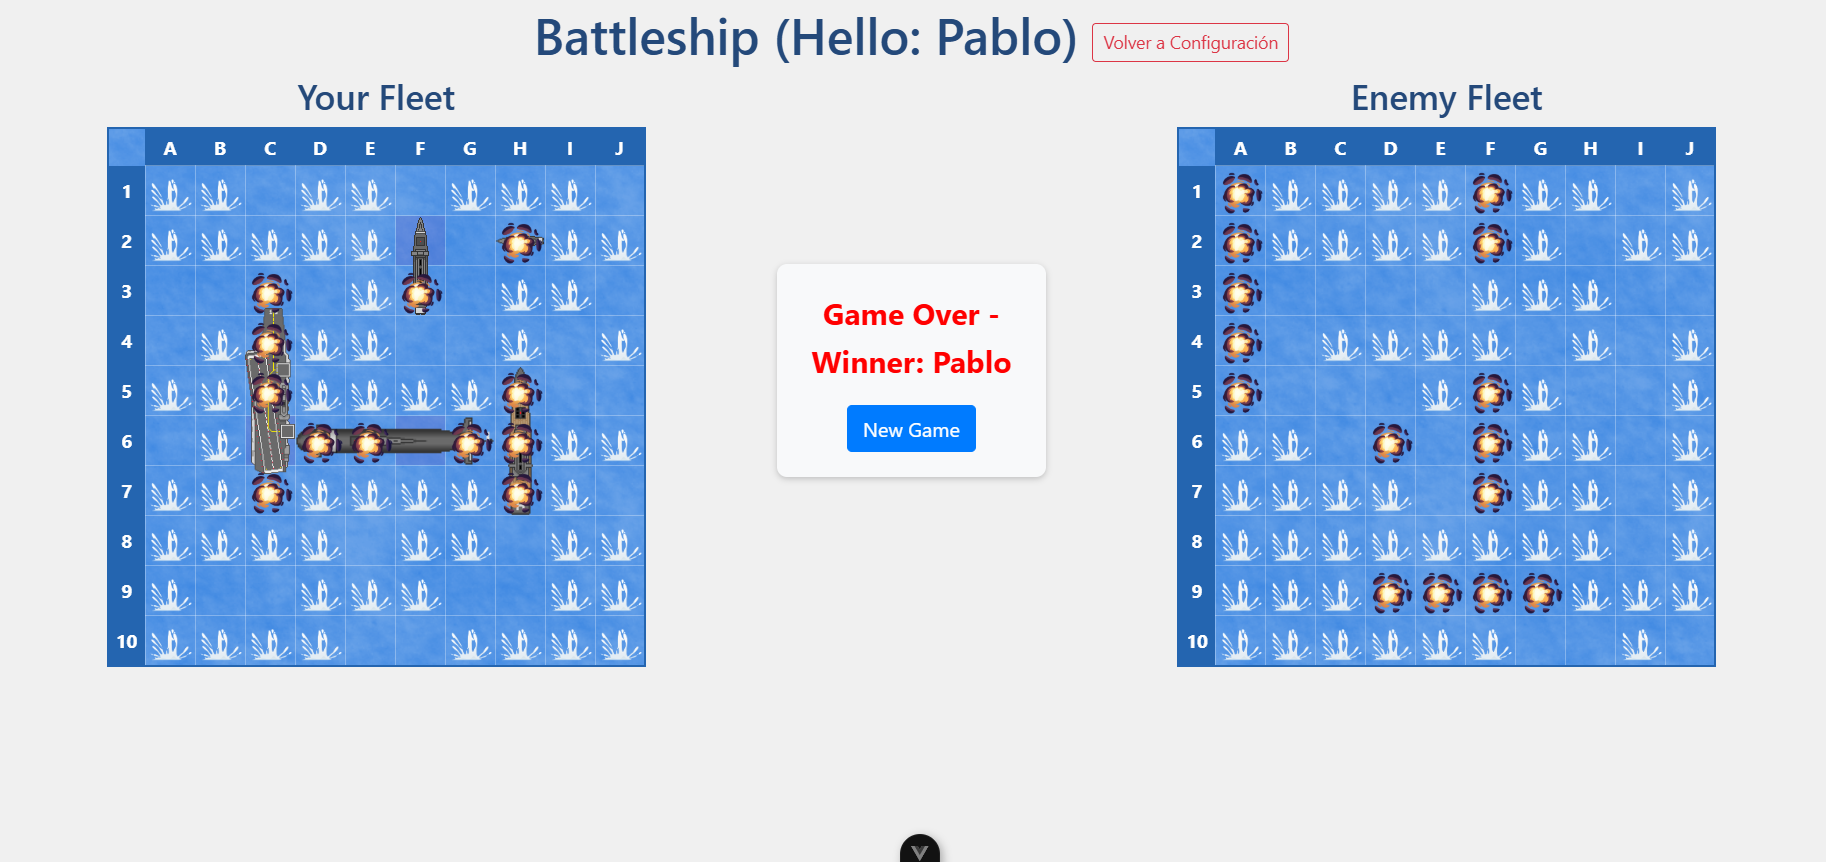 Battleship (Hello: Pablo) Volver a Configuración
Your Fleet
A B C D E F G H I J
1
2
3
4
5
6
7
8
9
10
Game Over -
Winner: Pablo
New Game
Enemy Fleet
A B C D E F G H I J
1
2
3
4
5
6
7
8
9
10